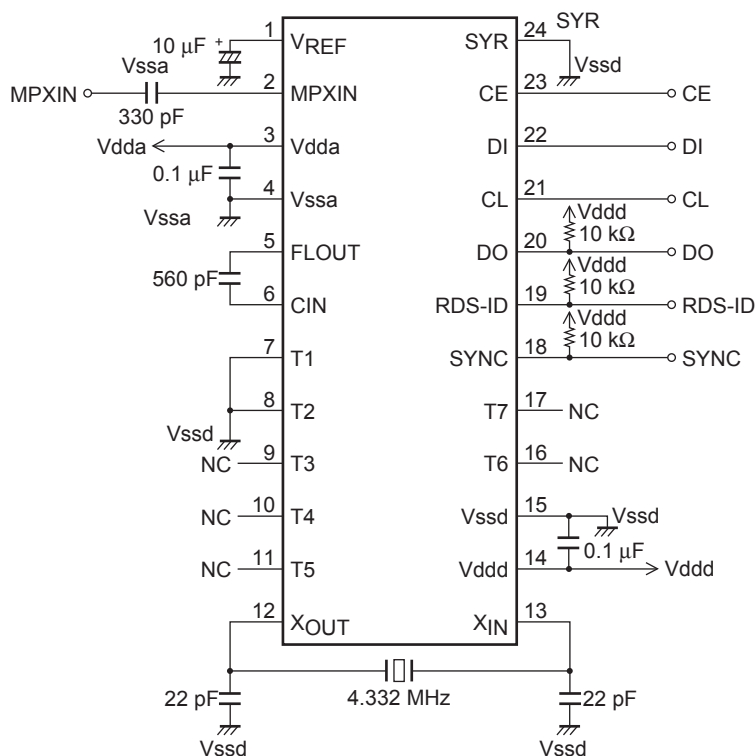 SYR
10 µF +
1 VREF SYR 24
Vssa Vssd
MPXIN 2 MPXIN CE 23 CE
330 pF
Vdda 3 Vdda DI 22 DI
0.1 µF
4 Vssa CL 21 CL
Vssa Vddd
10 kΩ
5 FLOUT DO 20 DO
560 pF Vddd
10 kΩ
6 CIN RDS-ID 19 RDS-ID
Vddd
10 kΩ
7 T1 SYNC 18 SYNC
8 T2 T7 17 NC
Vssd
NC 9 T3 T6 16 NC
NC 10 T4 Vssd 15 Vssd
0.1 µF
NC 11 T5 Vddd 14 Vddd
12 XOUT XIN 13
22 pF 4.332 MHz 22 pF
Vssd Vssd